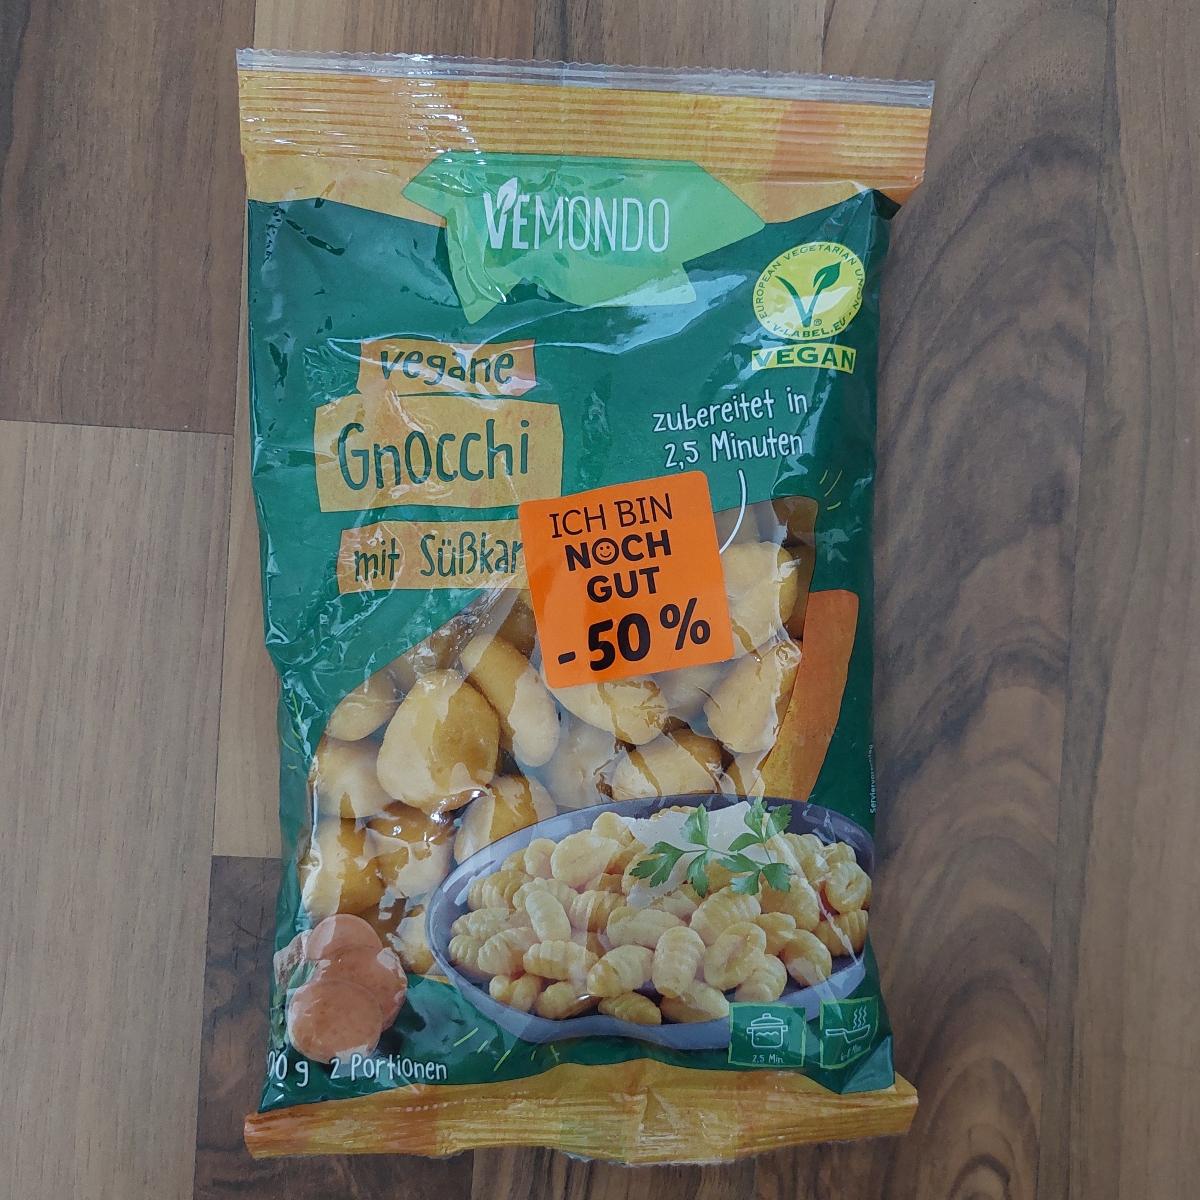 VEMONDO
EUROPEAN VEGETARIAN UNION
V-LABEL.EU
VEGAN
vegane
Gnocchi
mit Süßkar
zubereitet in
2,5 Minuten
ICH BIN
NOCH
GUT
-50%
2,5 Min.
00 g 2 Portionen